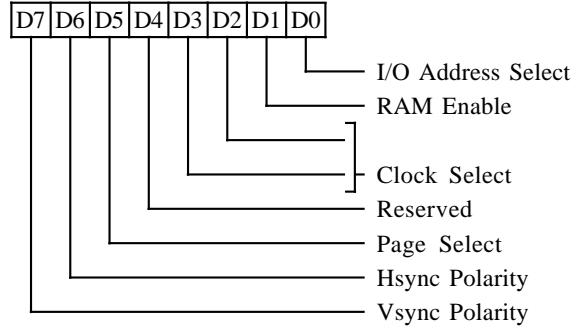 D7 D6 D5 D4 D3 D2 D1 D0
I/O Address Select
RAM Enable
Clock Select
Reserved
Page Select
Hsync Polarity
Vsync Polarity